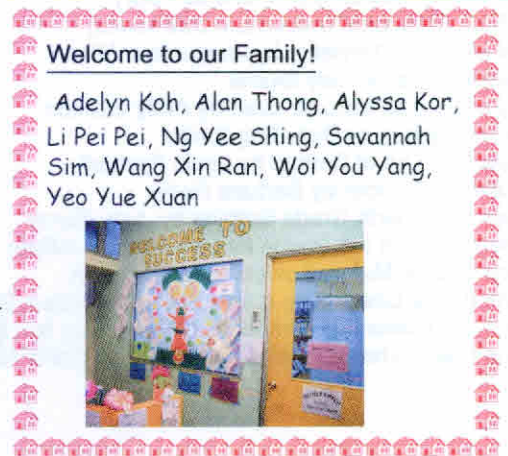 Welcome to our Family!
Adelyn Koh, Alan Thong, Alyssa Kor,
Li Pei Pei, Ng Yee Shing, Savannah
Sim, Wang Xin Ran, Woi You Yang,
Yeo Yue Xuan
WELCOME TO
SUCCESS